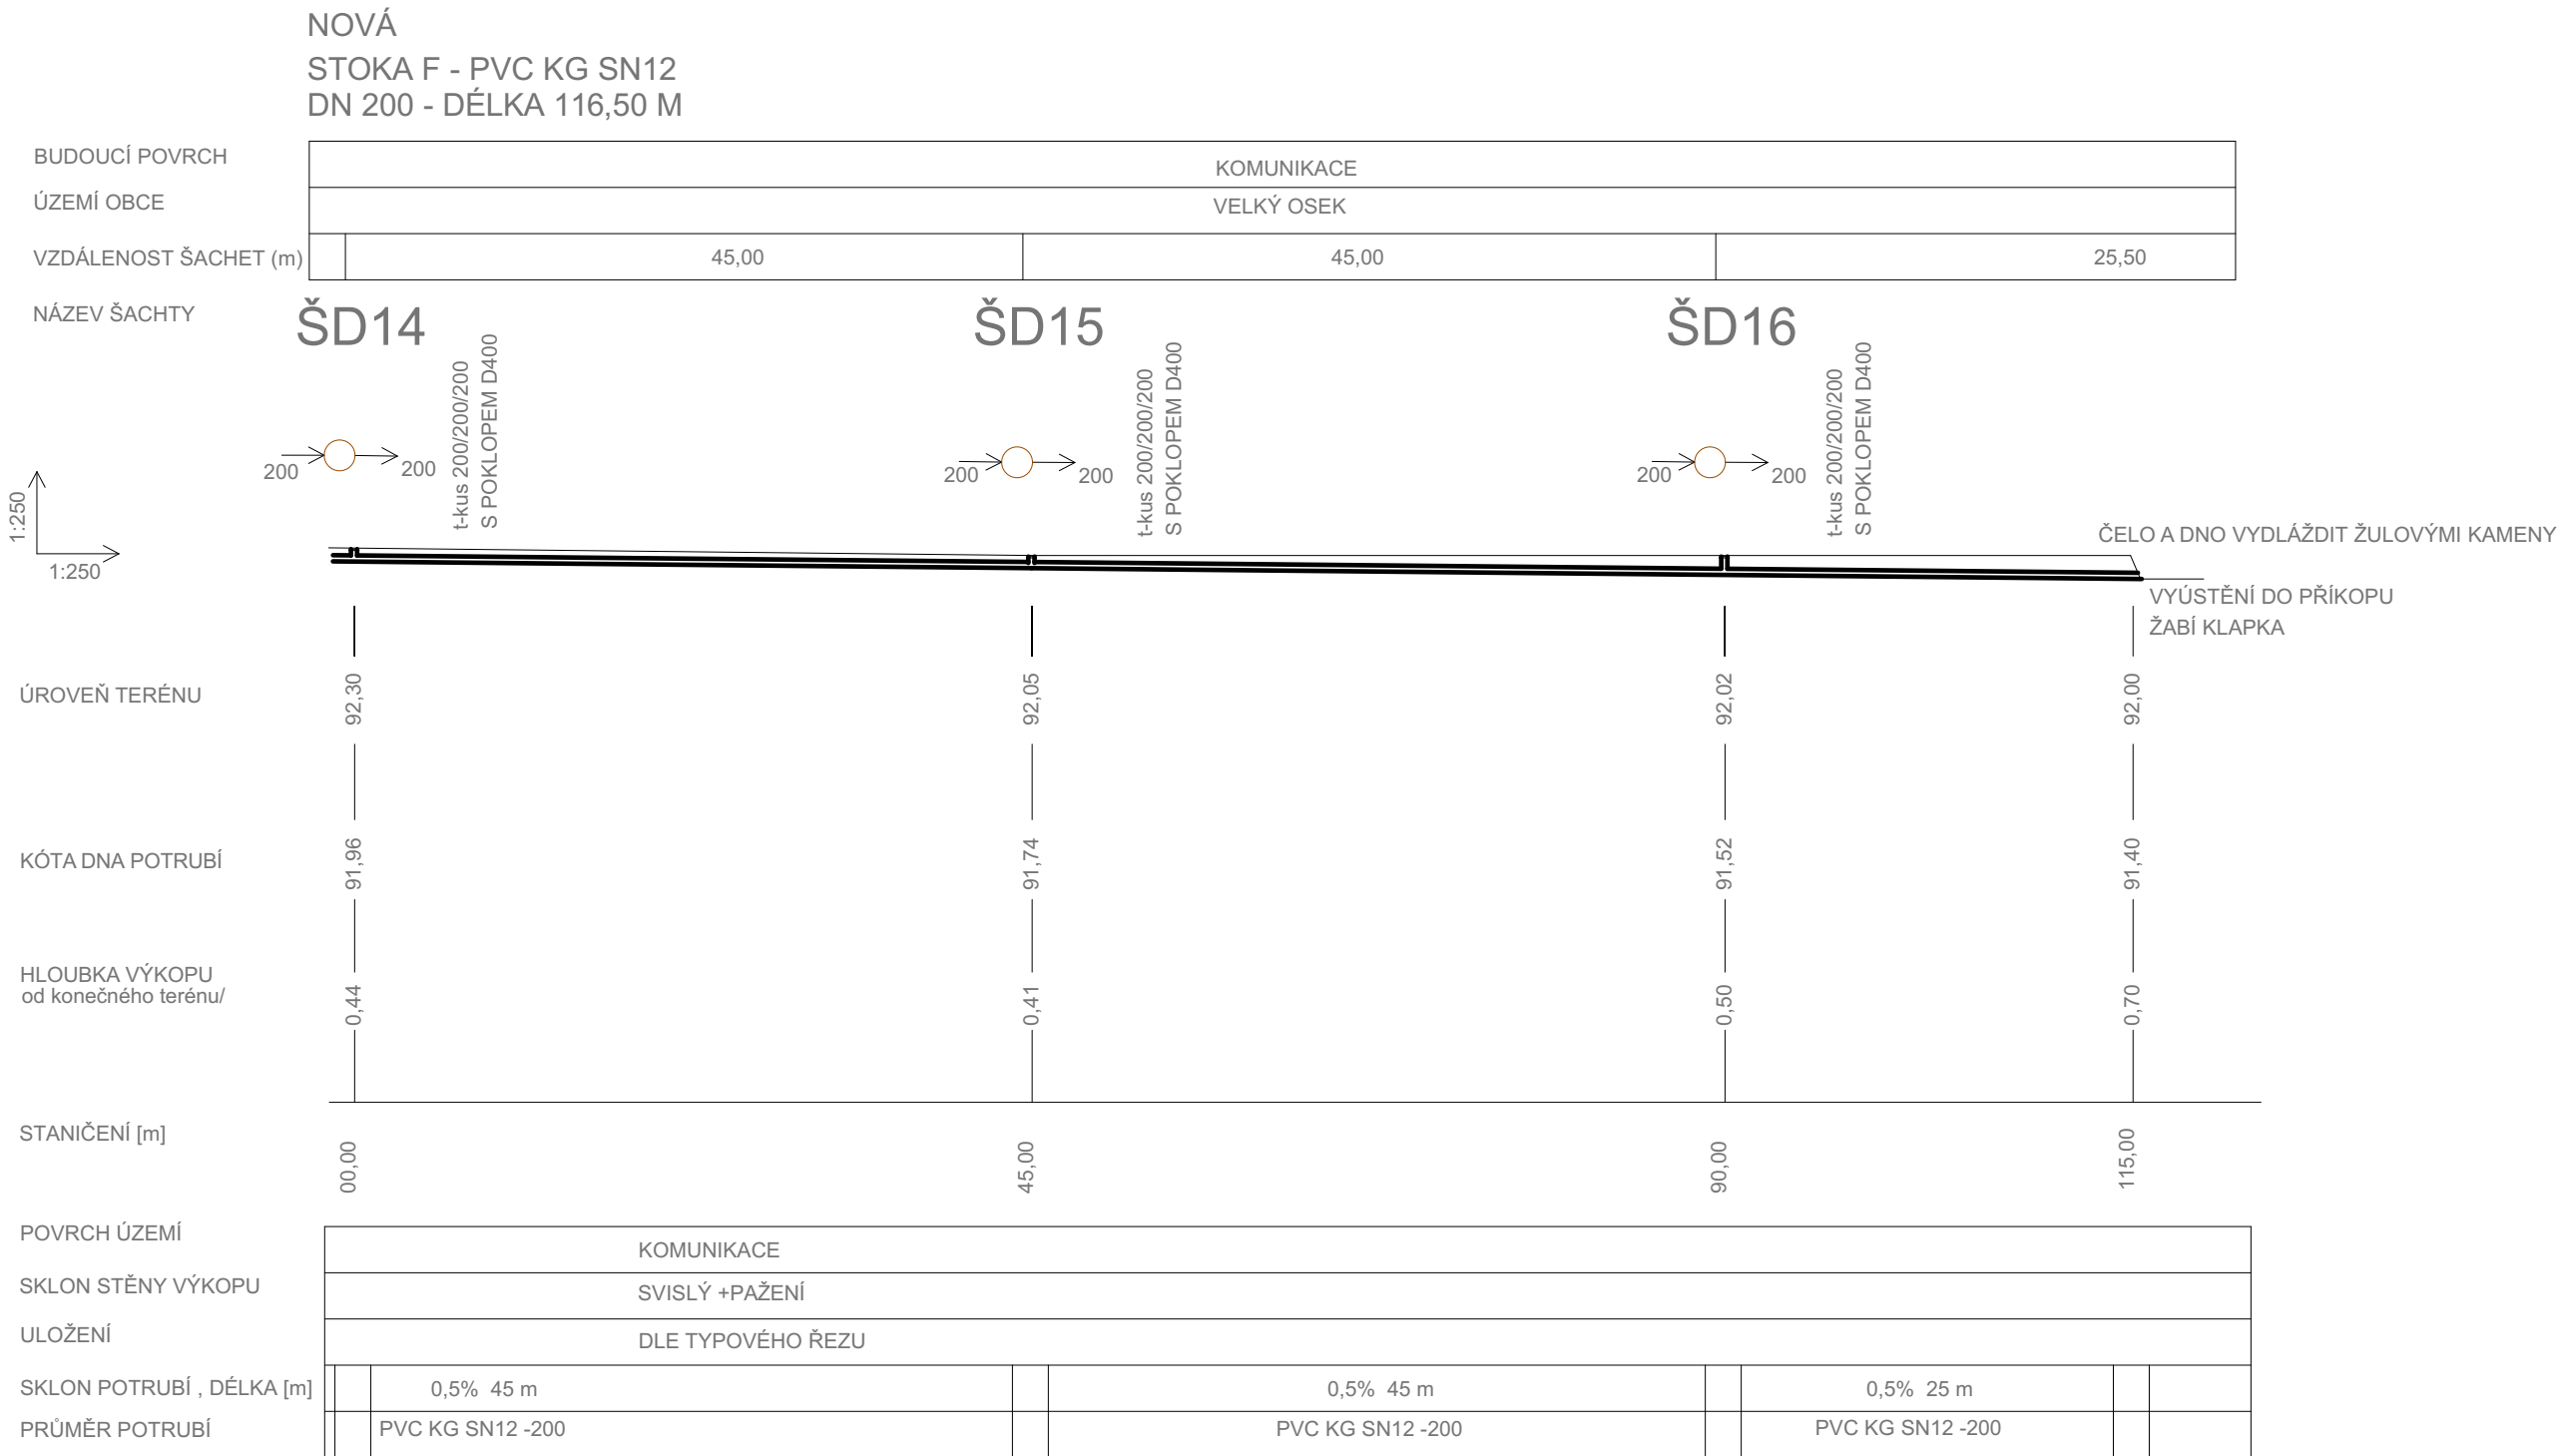 NOVÁ
STOKA F - PVC KG SN12
DN 200 - DÉLKA 116,50 M
BUDOUCÍ POVRCH
KOMUNIKACE
ÚZEMÍ OBCE
VELKÝ OSEK
VZDÁLENOST ŠACHET (m)
45,00
45,00
25,50
NÁZEV ŠACHTY
ŠD14
ŠD15
ŠD16
t-kus 200/200/200
S POKLOPEM D400
t-kus 200/200/200
S POKLOPEM D400
t-kus 200/200/200
S POKLOPEM D400
200
200
200
200
200
200
1:250
1:250
ČELO A DNO VYDLÁŽDIT ŽULOVÝMI KAMENY
VYÚSTĚNÍ DO PŘÍKOPU
ŽABÍ KLAPKA
ÚROVEŇ TERÉNU
92,30
92,05
92,02
92,00
KÓTA DNA POTRUBÍ
91,96
91,74
91,52
91,40
HLOUBKA VÝKOPU
od konečného terénu/
0,44
0,41
0,50
0,70
STANIČENÍ [m]
00,00
45,00
90,00
115,00
POVRCH ÚZEMÍ
KOMUNIKACE
SKLON STĚNY VÝKOPU
SVISLÝ +PAŽENÍ
ULOŽENÍ
DLE TYPOVÉHO ŘEZU
SKLON POTRUBÍ , DÉLKA [m]
0,5% 45 m
0,5% 45 m
0,5% 25 m
PRŮMĚR POTRUBÍ
PVC KG SN12 -200
PVC KG SN12 -200
PVC KG SN12 -200